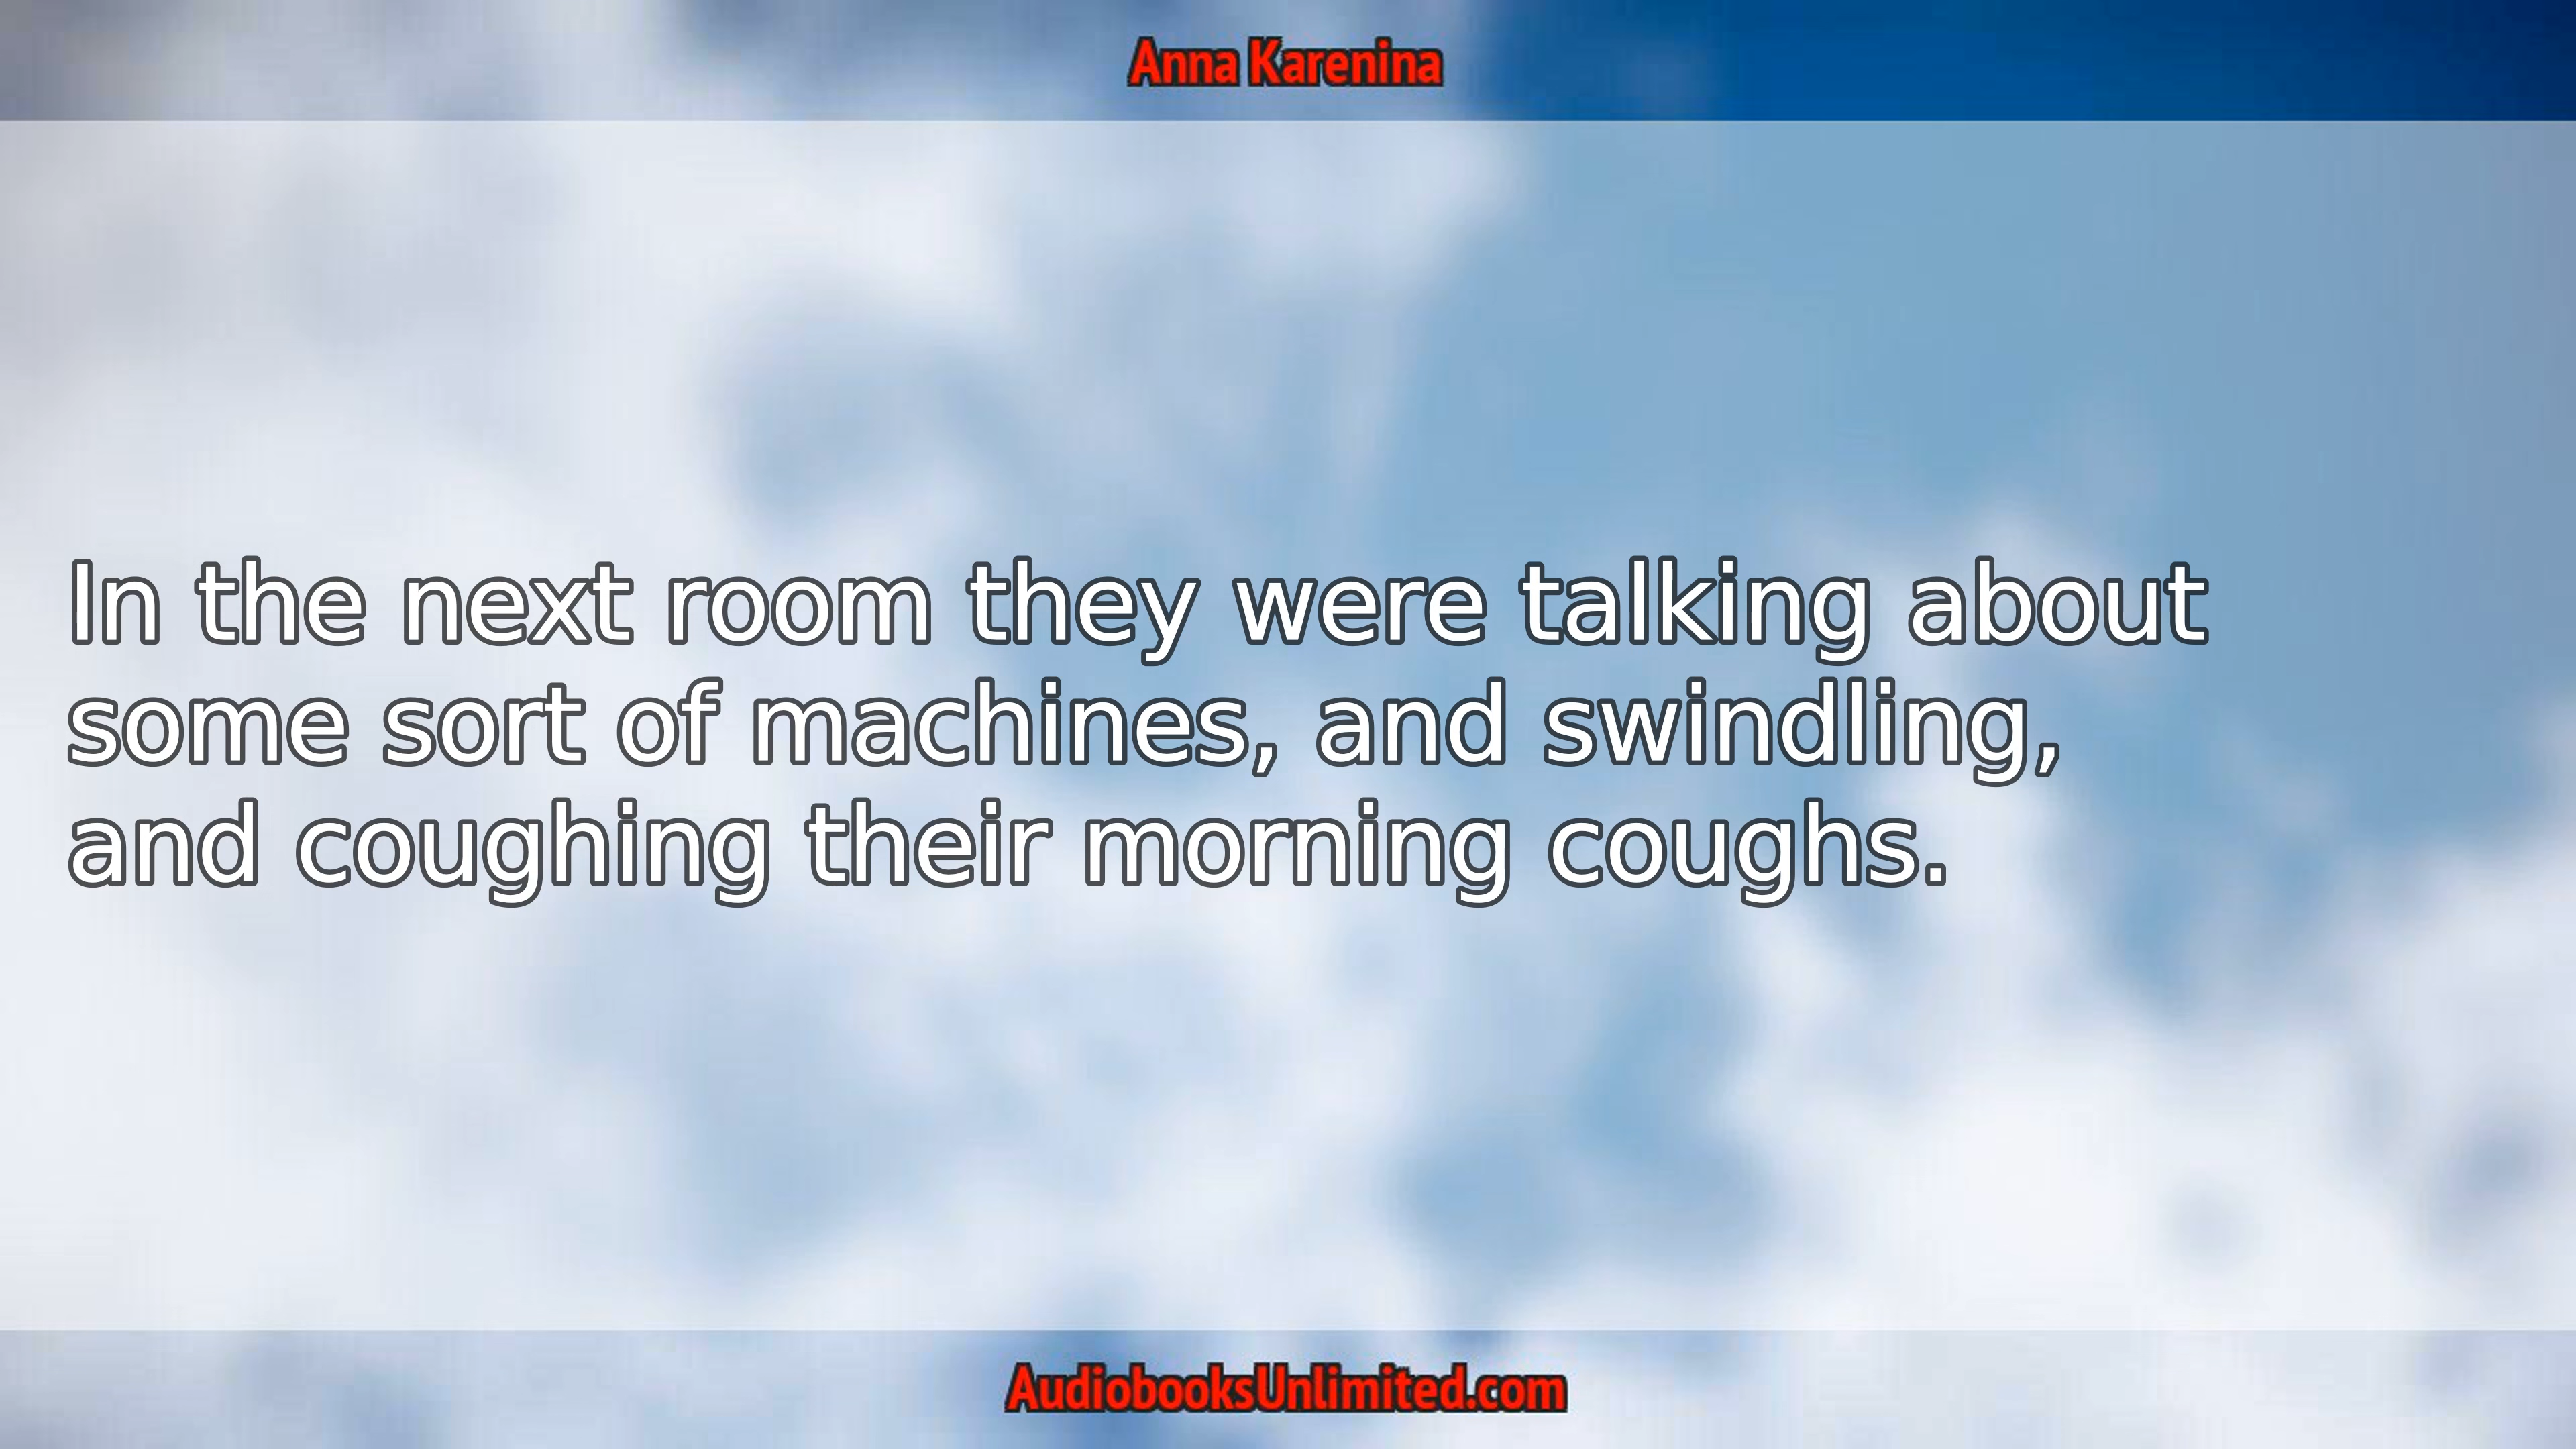 Anna Karenina
In the next room they were talking about
some sort of machines, and swindling,
and coughing their morning coughs.
AudiobooksUnlimited.com